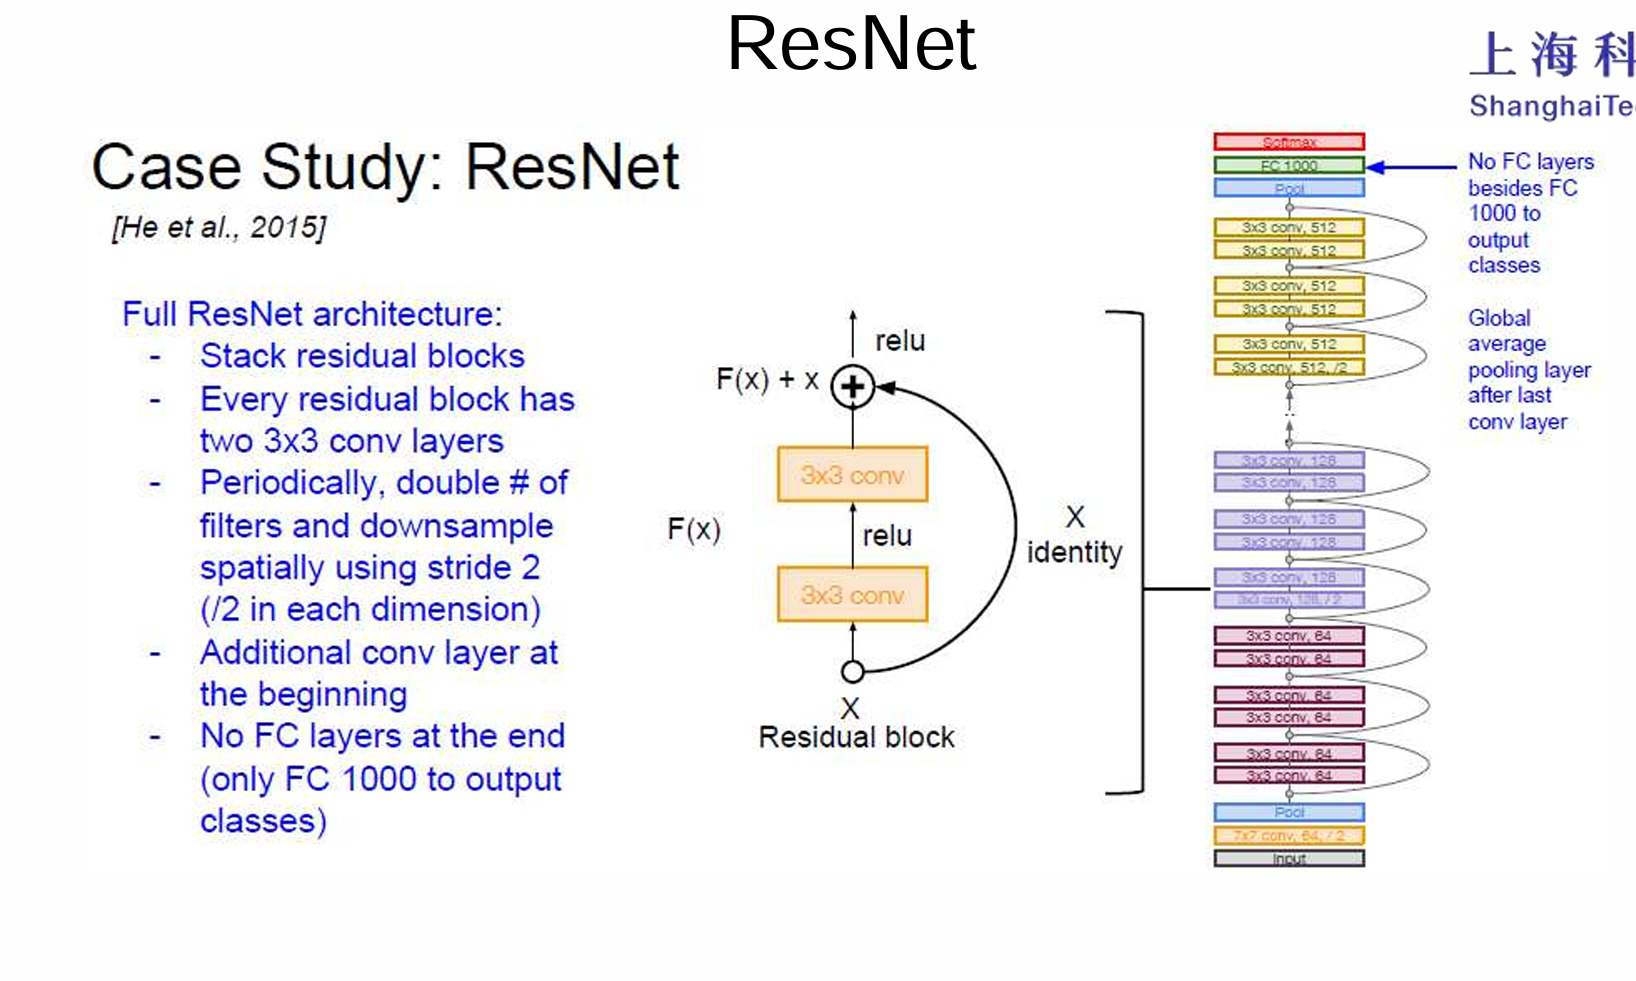 ResNet
上海科
ShanghaiTe
Case Study: ResNet
[He et al., 2015]
Full ResNet architecture:
- Stack residual blocks
- Every residual block has
two 3x3 conv layers
- Periodically, double # of
filters and downsample
spatially using stride 2
(/2 in each dimension)
- Additional conv layer at
the beginning
- No FC layers at the end
(only FC 1000 to output
classes)
relu
F(x) + x
3x3 conv
F(x)
relu
X
identity
3x3 conv
X
Residual block
Softmax
FC 1000
Pool
3x3 conv, 512
3x3 conv, 512
3x3 conv, 512
3x3 conv, 512
3x3 conv, 512
3x3 conv, 512, /2
..
3x3 conv, 128
3x3 conv, 128
3x3 conv, 128
3x3 conv, 128
3x3 conv, 128
3x3 conv, 128, / 2
3x3 conv, 64
3x3 conv, 64
3x3 conv, 64
3x3 conv, 64
3x3 conv, 64
3x3 conv, 64
Pool
7x7 conv, 64, / 2
Input
No FC layers
besides FC
1000 to
output
classes
Global
average
pooling layer
after last
conv layer